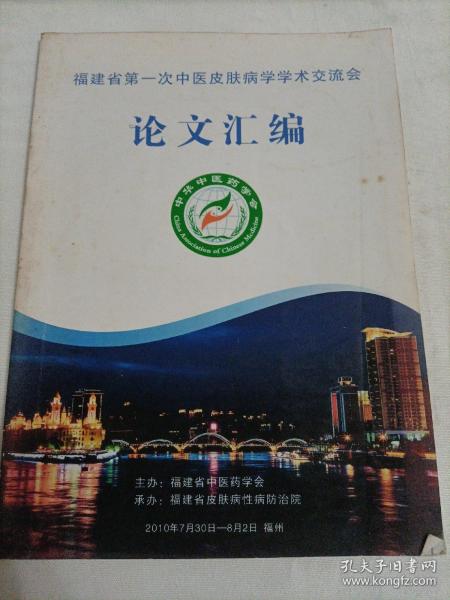 福建省第一次中医皮肤病学学术交流会
论文汇编
中华中医药学会
China Association of Chinese Medicine
主办：福建省中医药学会
承办：福建省皮肤病性病防治院
2010年7月30日—8月2日 福州
孔夫子旧书网
www.kongfz.com